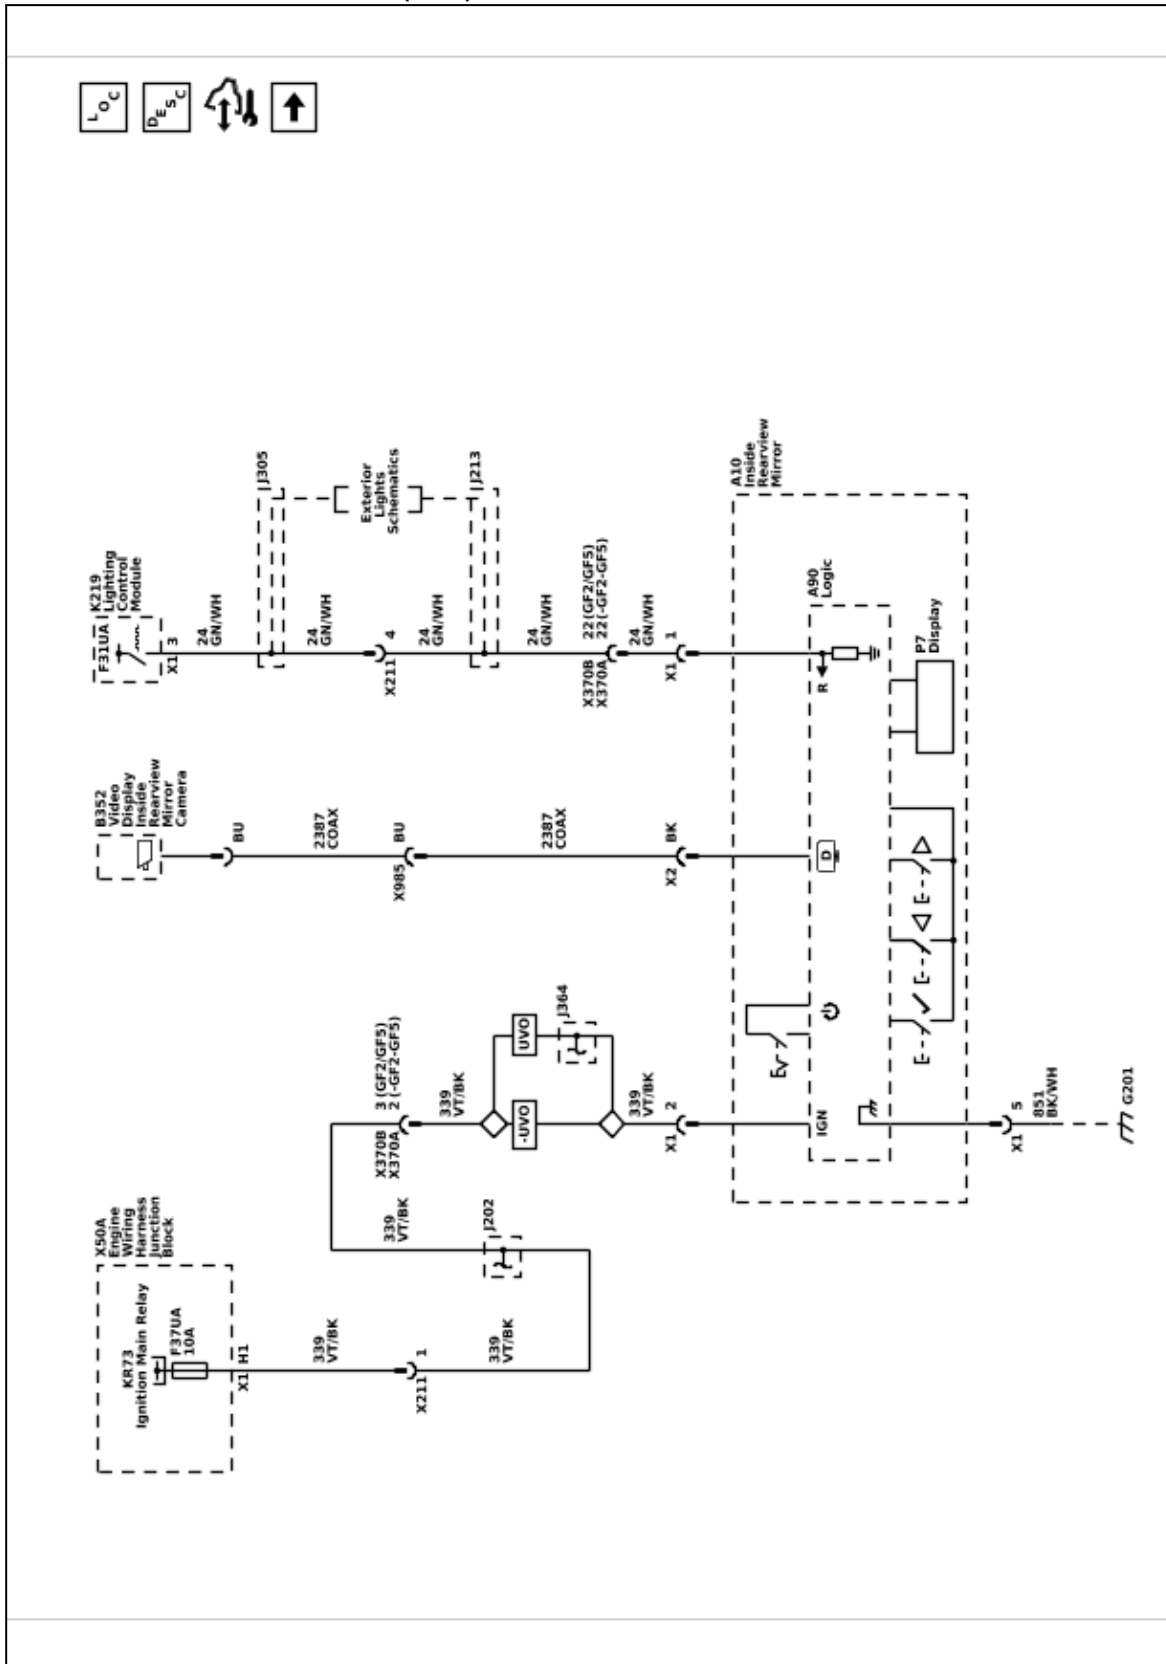 LOC
DESC
X50A
Engine
Wiring
Harness
Junction
Block
KR73
Ignition Main Relay
F37UA
10A
X1 H1
339
VT/BK
X211 1
339
VT/BK
J202
339
VT/BK
X370B 3 (GF2/GF5)
X370A 2 (-GF2-GF5)
339
VT/BK
-UVO
UVO
J364
339
VT/BK
X1 2
IGN
X1 5
851
BK/WH
G201
B352
Video
Display
Inside
Rearview
Mirror
Camera
BU
2387
COAX
X985 BU
2387
COAX
X2 BK
D
K219
Lighting
Control
Module
F31UA
X1 3
24
GN/WH
J305
24
GN/WH
Exterior
Lights
Schematics
X211 4
24
GN/WH
J213
24
GN/WH
X370B 22(GF2/GF5)
X370A 22(-GF2-GF5)
24
GN/WH
X1 1
A10
Inside
Rearview
Mirror
A90
Logic
R
P7
Display